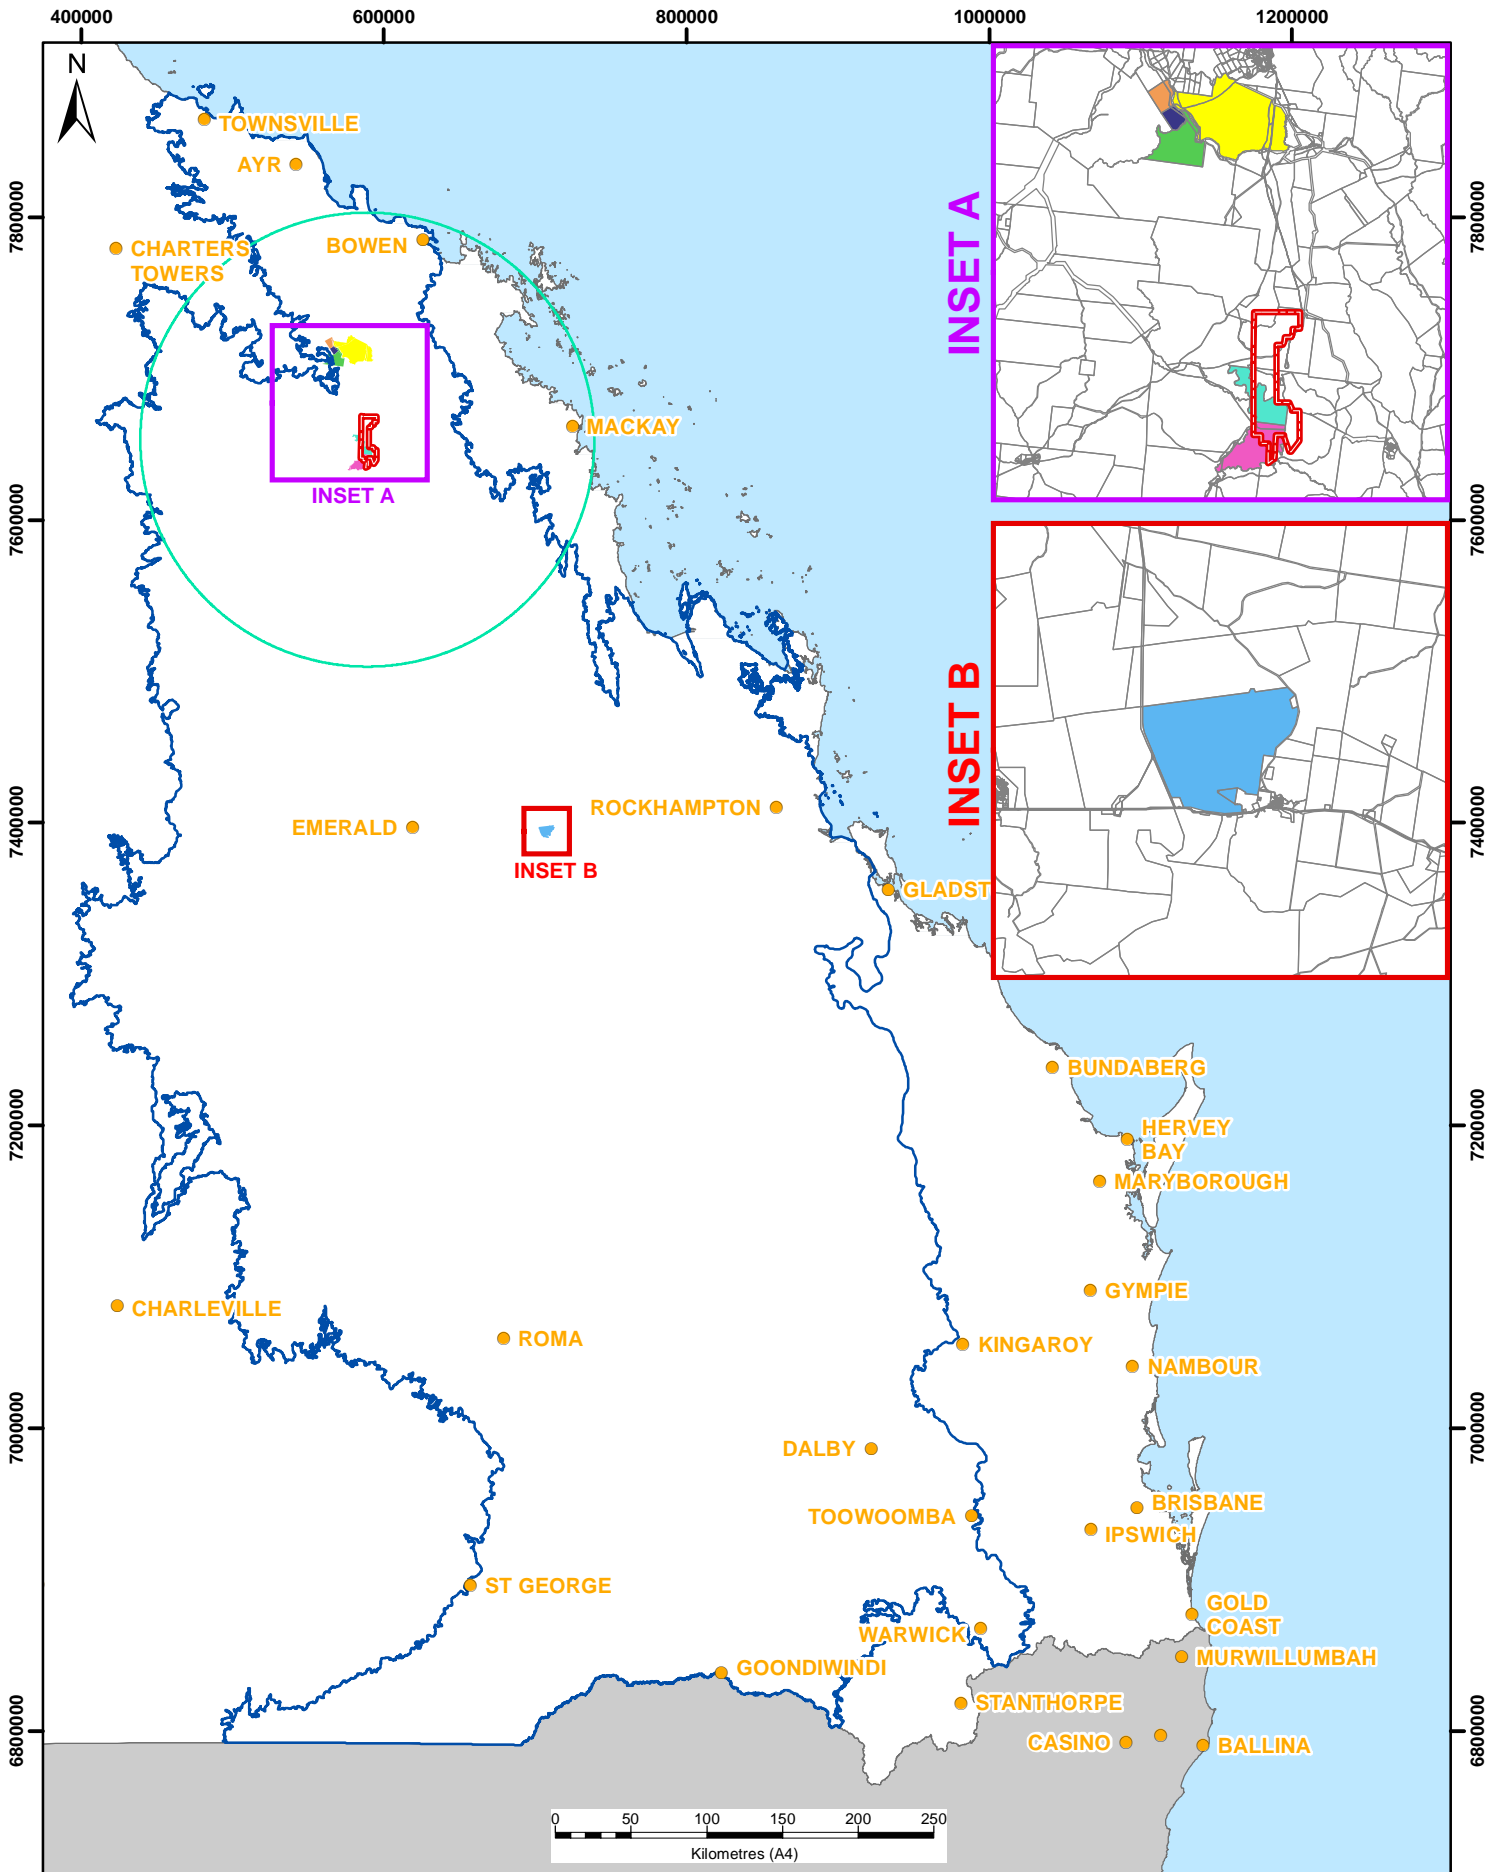 400000
600000
800000
1000000
1200000
N
TOWNSVILLE
AYR
7800000
7800000
CHARTERS
TOWERS
BOWEN
INSET A
MACKAY
INSET A
7600000
7600000
INSET B
EMERALD
ROCKHAMPTON
7400000
7400000
INSET B
GLADST
BUNDABERG
7200000
7200000
HERVEY
BAY
MARYBOROUGH
CHARLEVILLE
GYMPIE
ROMA
KINGAROY
NAMBOUR
7000000
7000000
DALBY
BRISBANE
TOOWOOMBA
IPSWICH
ST GEORGE
GOLD
COAST
WARWICK
MURWILLUMBAH
GOONDIWINDI
STANTHORPE
6800000
6800000
CASINO
BALLINA
0 50 100 150 200 250
Kilometres (A4)